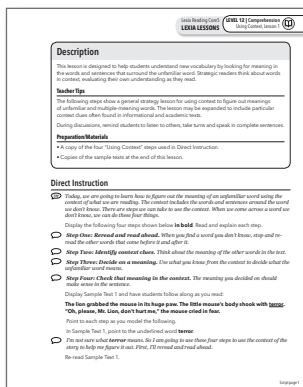 Lexia Reading Core5
LEXIA LESSONS
LEVEL 12 | Comprehension
Using Context, Lesson 1
Description
This lesson is designed to help students understand new vocabulary by looking for meaning in
the words and sentences that surround the unfamiliar word. Strategic readers think about words
in context, evaluating their own understanding as they read.
Teacher Tips
The following steps show a general strategy lesson for using context to figure out meanings
of unfamiliar and multiple-meaning words. The lesson may be expanded to include particular
context clues often found in informational and academic texts.
During discussions, remind students to listen to others, take turns and speak in complete sentences.
Preparation/Materials
• A copy of the four "Using Context" steps used in Direct Instruction.
• Copies of the sample texts at the end of this lesson.
Direct Instruction
Today, we are going to learn how to figure out the meaning of an unfamiliar word using the
context of what we are reading. The context includes the words and sentences around the word
we don't know. There are steps we can take to use the context. When we come across a word we
don't know, we can do these four things.
Display the following four steps shown below in bold. Read and explain each step.
Step One: Reread and read ahead. When you find a word you don't know, stop and re-
read the other words that come before it and after it.
Step Two: Identify context clues. Think about the meaning of the other words in the text.
Step Three: Decide on a meaning. Use what you know from the context to decide what the
unfamiliar word means.
Step Four: Check that meaning in the context. The meaning you decided on should
make sense in the sentence.
Display Sample Text 1 and have students follow along as you read:
The lion grabbed the mouse in its huge paw. The little mouse's body shook with terror.
"Oh, please, Mr. Lion, don't hurt me," the mouse cried in fear.
Point to each step as you model the following.
In Sample Text 1, point to the underlined word terror.
I'm not sure what terror means. So I am going to use these four steps to use the context of the
story to help me figure it out. First, I'll reread and read ahead.
Re-read Sample Text 1.